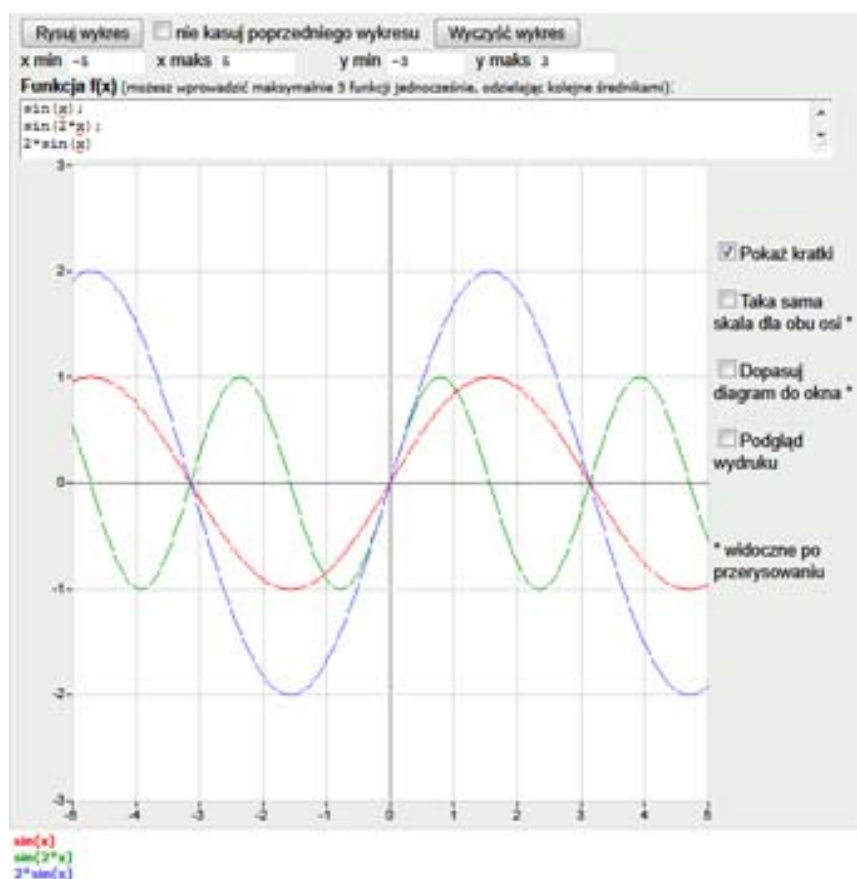 Rysuj wykres nie kasuj poprzedniego wykresu Wyczyść wykres
x min -5 x maks 5 y min -3 y maks 3
Funkcja f(x) (możesz wprowadzić maksymalnie 5 funkcji jednocześnie, odzielając kolejne średnikami):
sin(x);
sin(2*x);
2*sin(x)
3
2
1
0
-1
-2
-3
-5 -4 -3 -2 -1 0 1 2 3 4 5
Pokaż kratki
Taka sama
skala dla obu osi *
Dopasuj
diagram do okna *
Podgląd
wydruku
* widoczne po
przerysowaniu
sin(x)
sin(2*x)
2*sin(x)